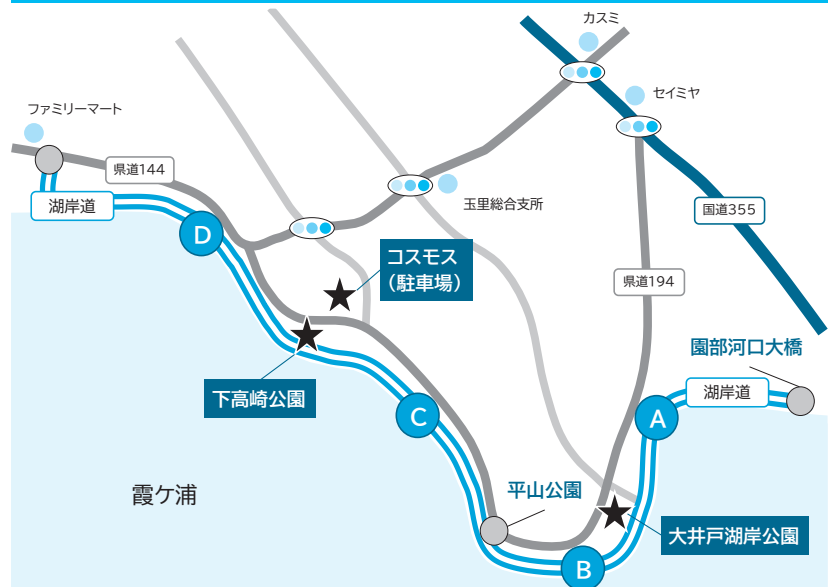 カスミ
セイミヤ
ファミリーマート
県道144
湖岸道
玉里総合支所
国道355
D
コスモス
（駐車場）
県道194
園部河口大橋
下高崎公園
湖岸道
A
C
霞ケ浦
平山公園
大井戸湖岸公園
B